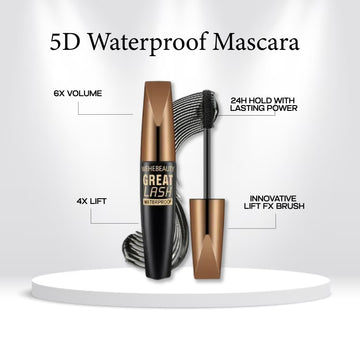 5D Waterproof Mascara
6X VOLUME
24H HOLD WITH
LASTING POWER
GREAT
LASH
WATERPROOF
4X LIFT
INNOVATIVE
LIFT FX BRUSH